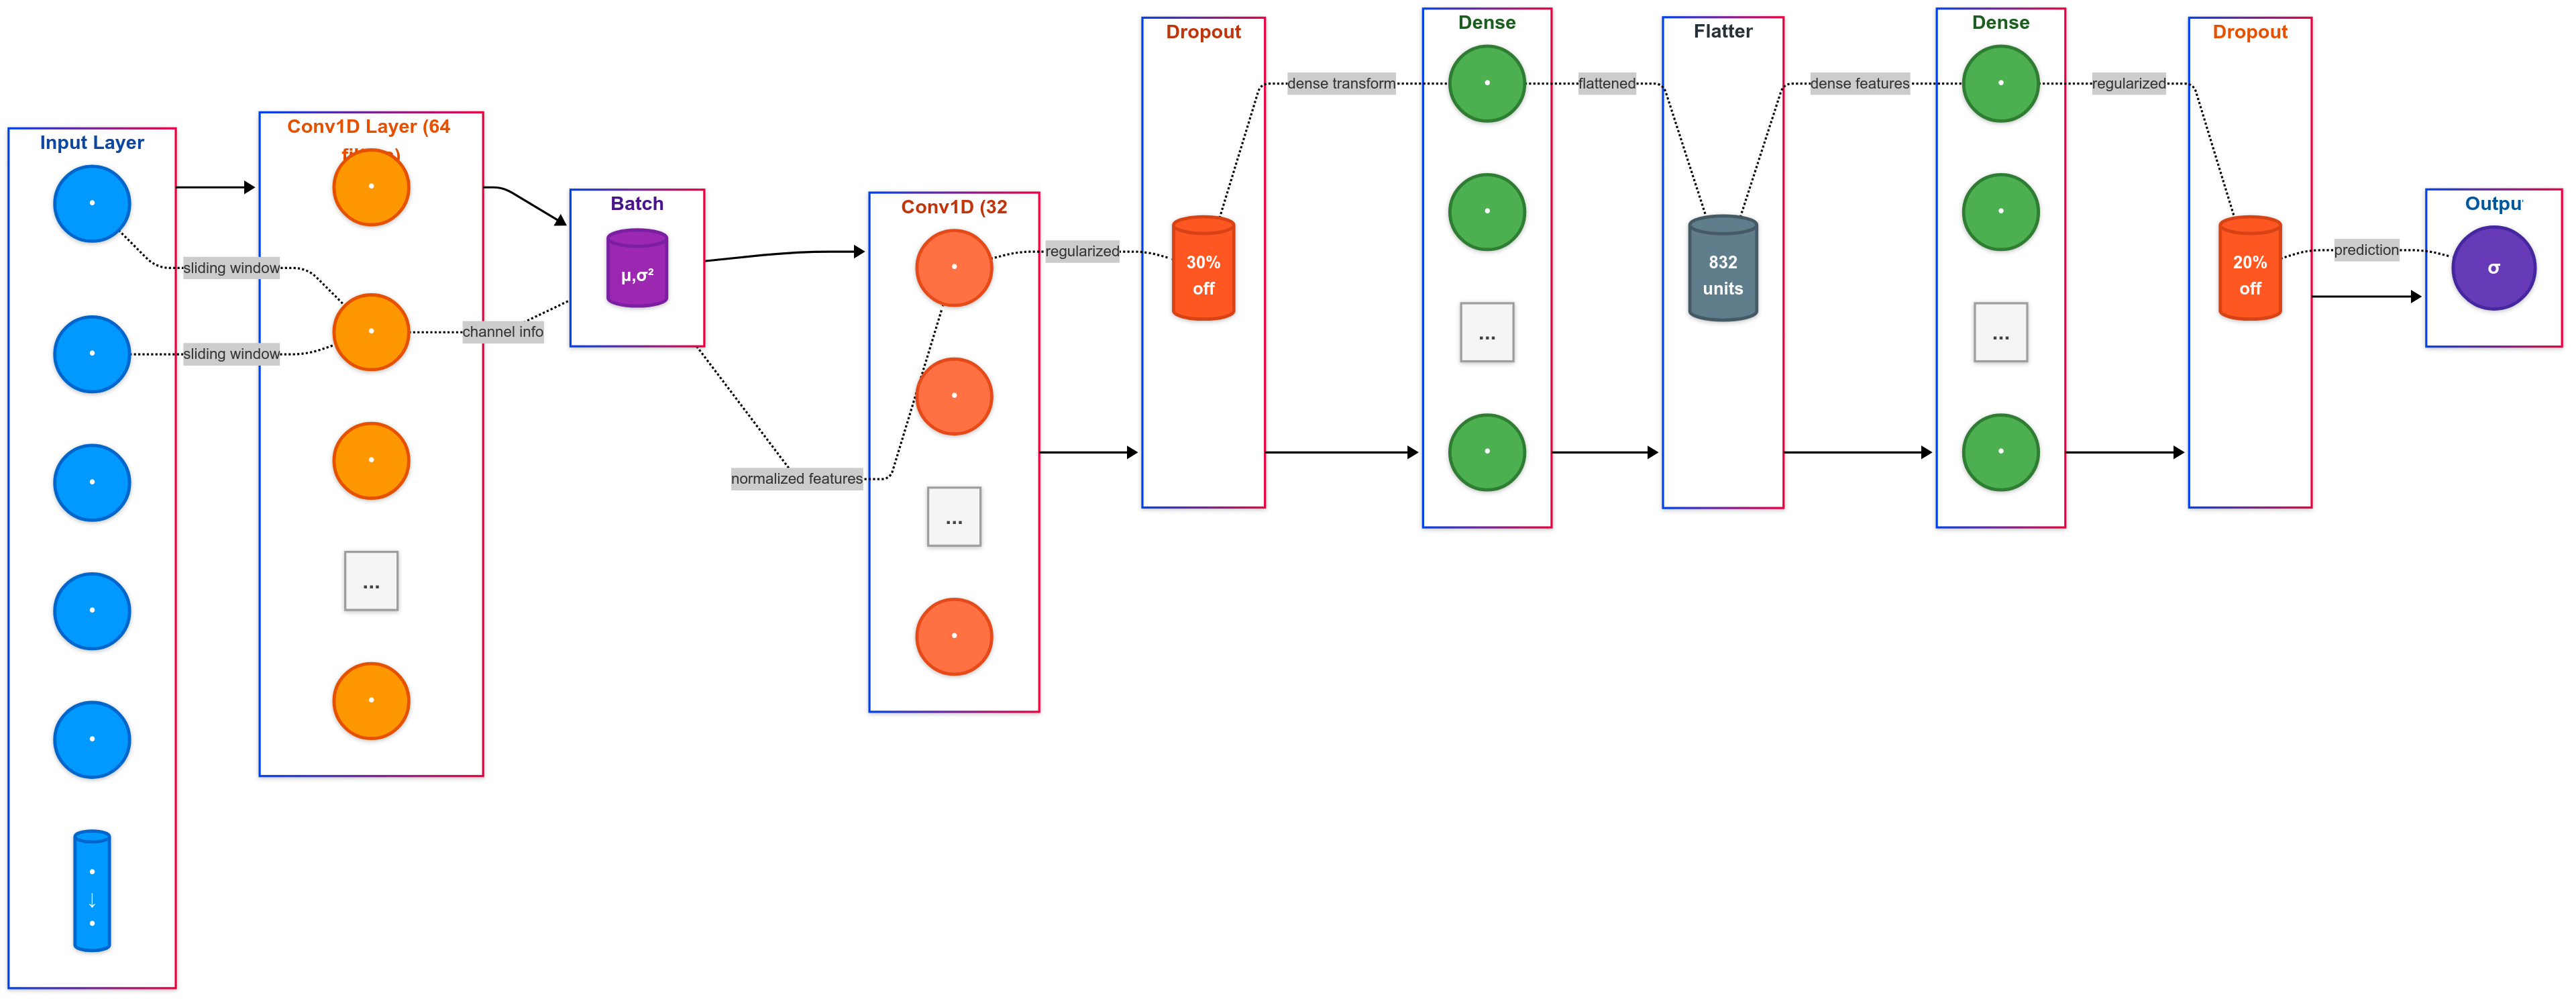 Input Layer
•
•
•
•
•
•
↓
•
sliding window
sliding window
Conv1D Layer (64
•
•
•
...
•
channel info
Batch
μ,σ²
normalized features
Conv1D (32
•
•
...
•
regularized
Dropout
30%
off
dense transform
Dense
•
•
...
•
flattened
Flatter
832
units
dense features
Dense
•
•
...
•
regularized
Dropout
20%
off
prediction
Outpu
σ